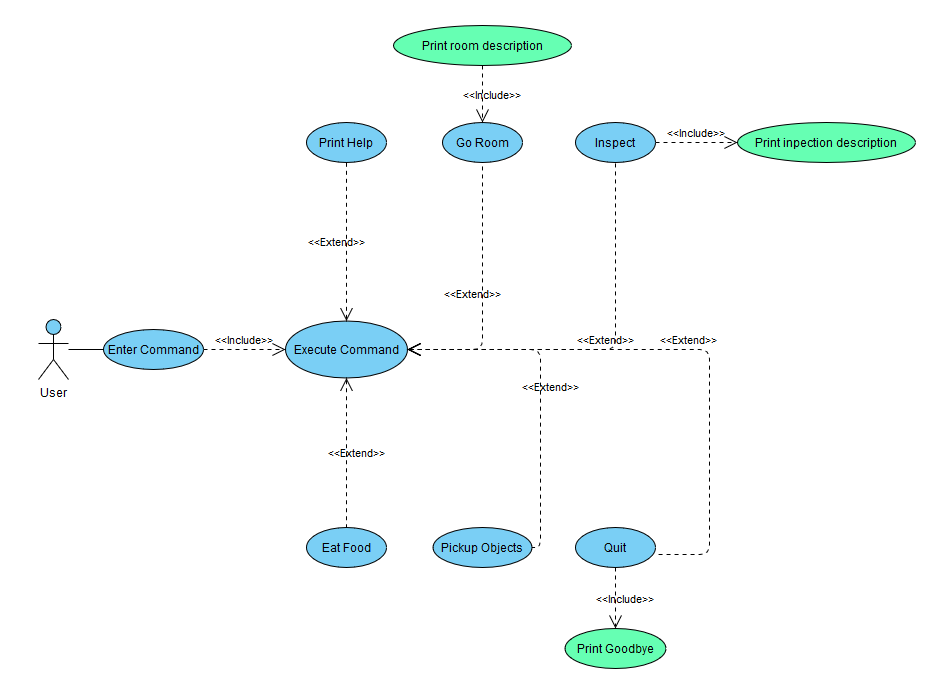 Print room description
<<Include>>
Print Help
Go Room
Inspect
<<Include>>
Print inpection description
<<Extend>>
<<Extend>>
User
Enter Command
<<Include>>
Execute Command
<<Extend>>
<<Extend>>
<<Extend>>
<<Extend>>
Eat Food
Pickup Objects
Quit
<<Include>>
Print Goodbye